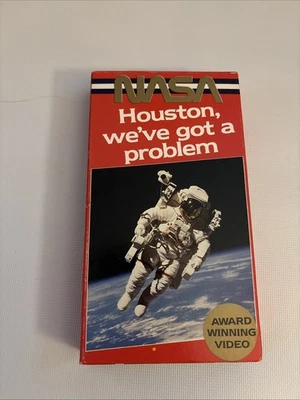 NASA
Houston,
we've got a
problem
AWARD
WINNING
VIDEO